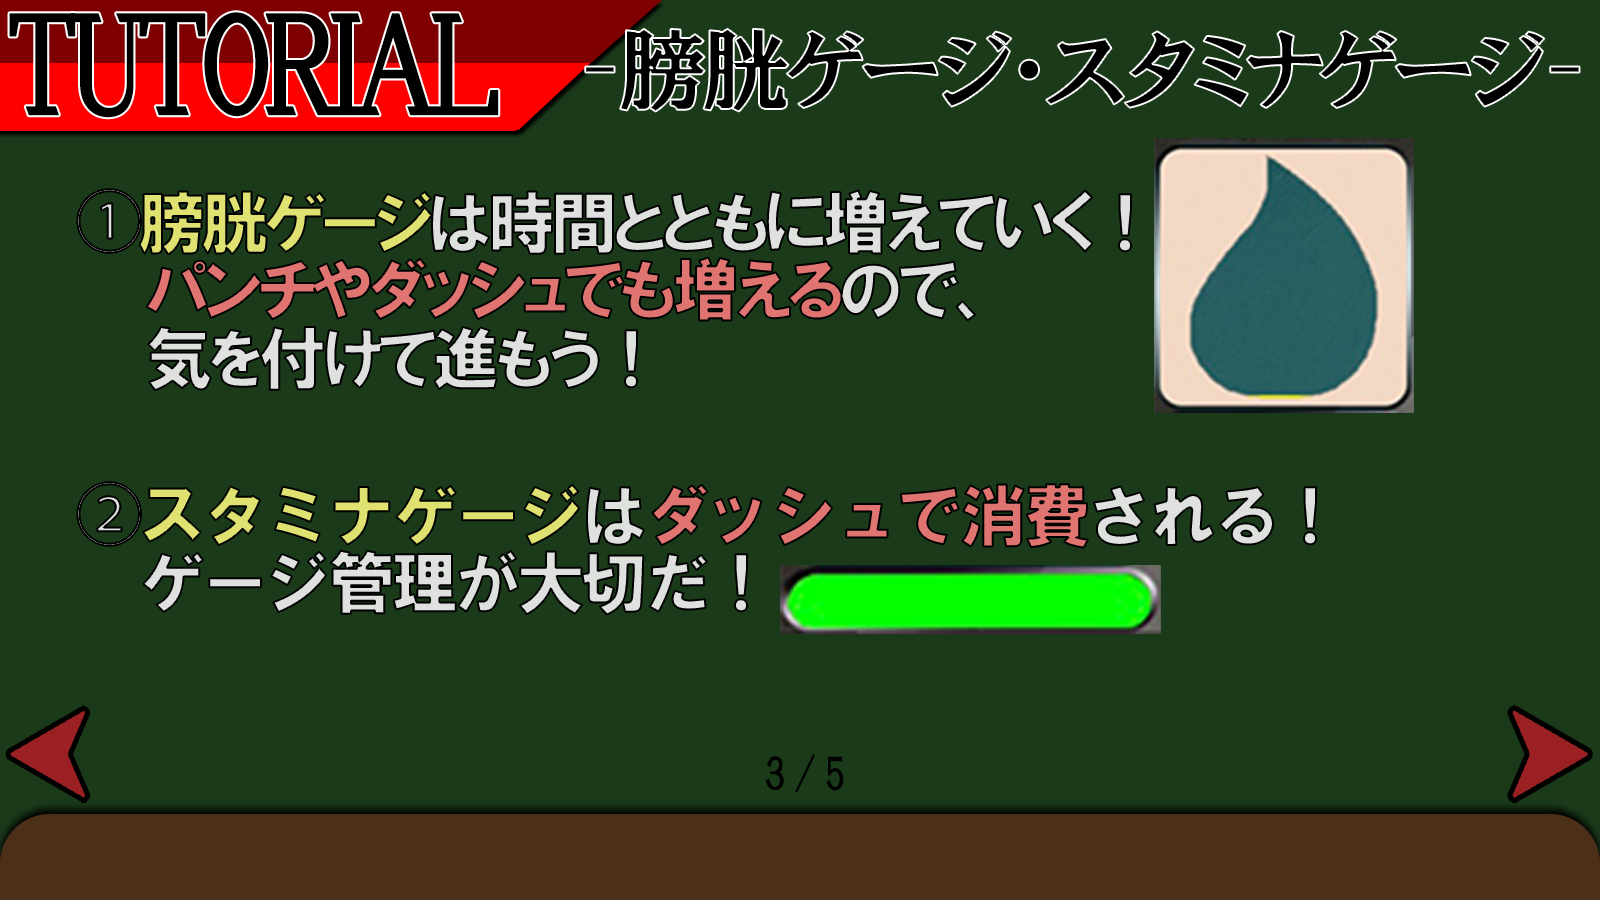 TUTORIAL
-膀胱ゲージ・スタミナゲージ-
①膀胱ゲージは時間とともに増えていく！
パンチやダッシュでも増えるので、
気を付けて進もう！
②スタミナゲージはダッシュで消費される！
ゲージ管理が大切だ！
3/5